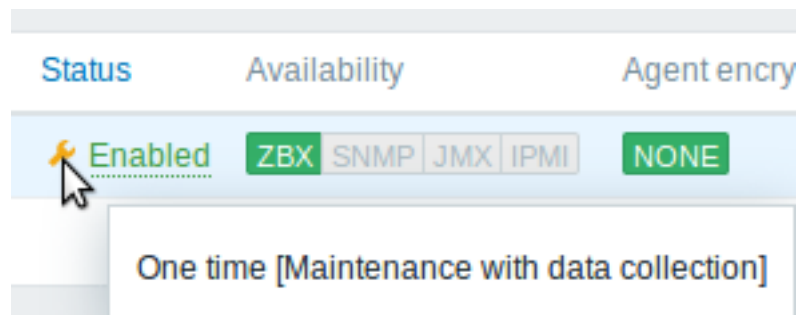 Status Availability Agent encry
Enabled ZBX SNMP JMX IPMI NONE
One time [Maintenance with data collection]